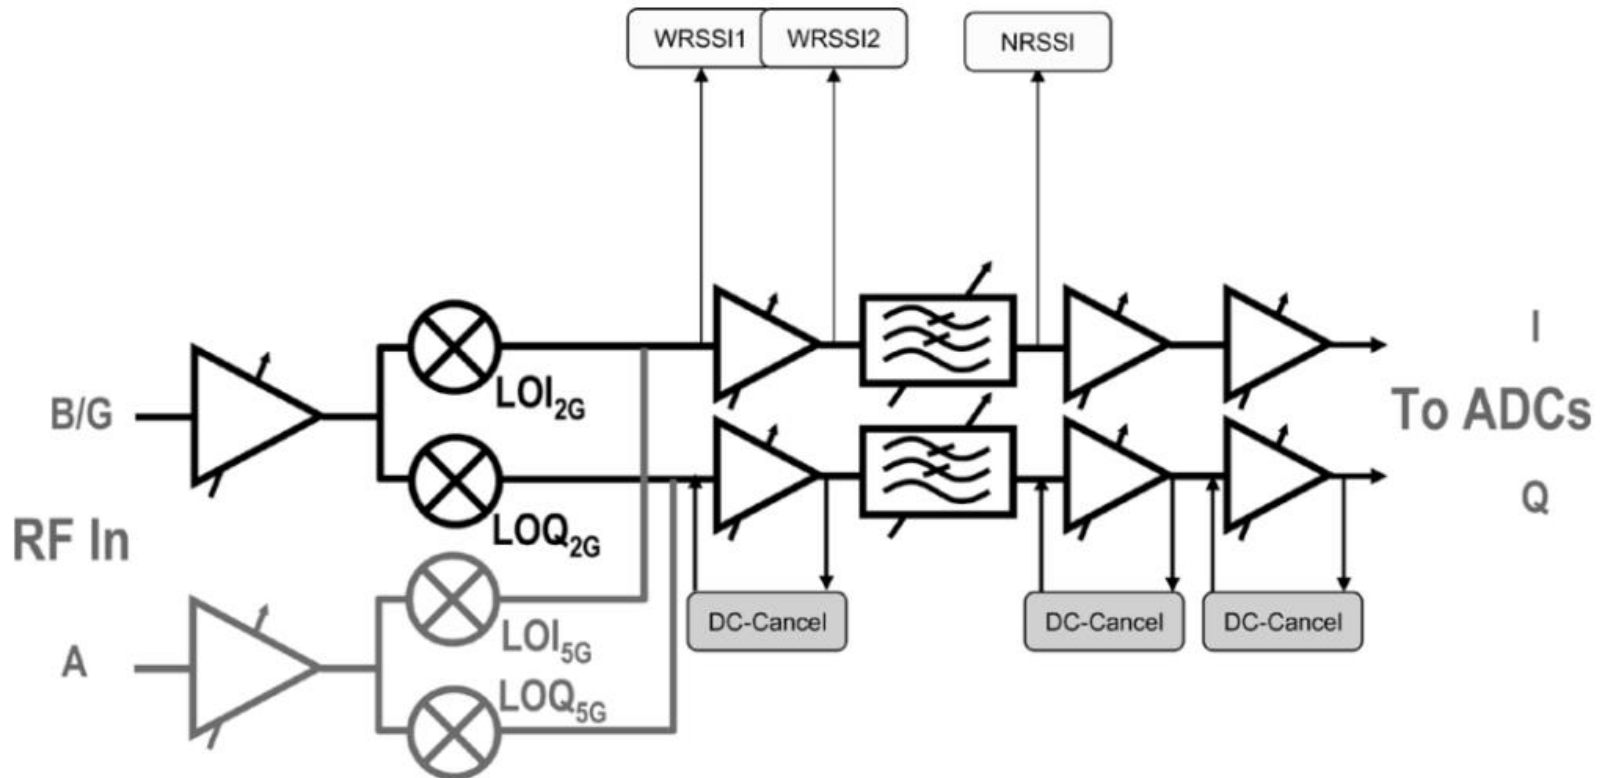 WRSSI1
WRSSI2
NRSSI
I
LOI2G
B/G
To ADCs
LOQ2G
Q
RF In
DC-Cancel
DC-Cancel
DC-Cancel
LOI5G
A
LOQ5G